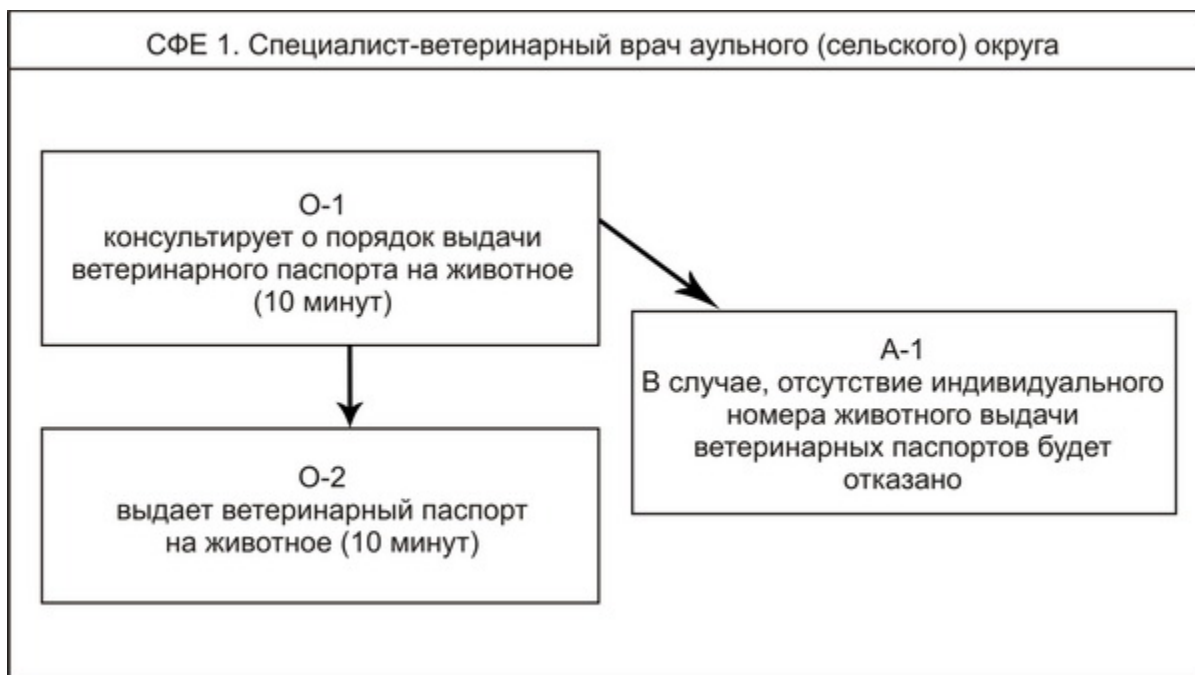 СФЕ 1. Специалист-ветеринарный врач аульного (сельского) округа
О-1
консультирует о порядок выдачи
ветеринарного паспорта на животное
(10 минут)
О-2
выдает ветеринарный паспорт
на животное (10 минут)
А-1
В случае, отсутствие индивидуального
номера животного выдачи
ветеринарных паспортов будет
отказано